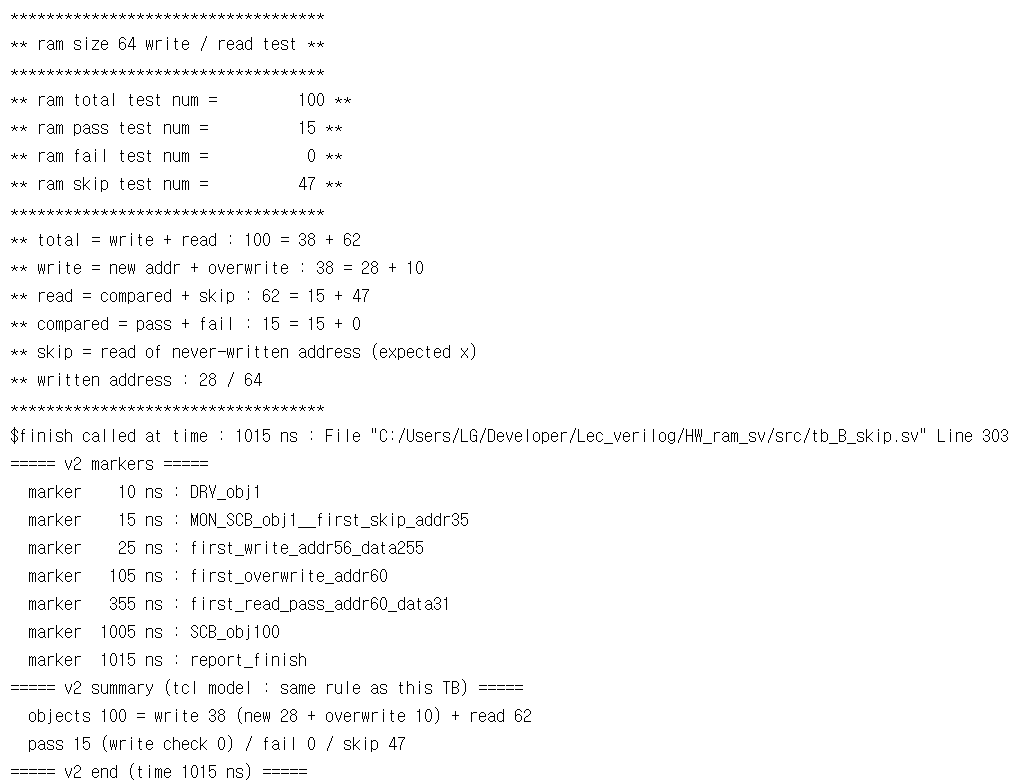 ***********************************
** ram size 64 write / read test **
***********************************
** ram total test num =         100 **
** ram pass test num =          15 **
** ram fail test num =           0 **
** ram skip test num =          47 **
***********************************
** total = write + read : 100 = 38 + 62
** write = new addr + overwrite : 38 = 28 + 10
** read = compared + skip : 62 = 15 + 47
** compared = pass + fail : 15 = 15 + 0
** skip = read of never-written address (expected x)
** written address : 28 / 64
***********************************
$finish called at time : 1015 ns : File "C:/Users/LG/Developer/Lec_verilog/HW_ram_sv/src/tb_B_skip.sv" Line 303
===== v2 markers =====
  marker    10 ns : DRV_obj1
  marker    15 ns : MON_SCB_obj1__first_skip_addr35
  marker    25 ns : first_write_addr56_data255
  marker   105 ns : first_overwrite_addr60
  marker   355 ns : first_read_pass_addr60_data31
  marker  1005 ns : SCB_obj100
  marker  1015 ns : report_finish
===== v2 summary (tcl model : same rule as this TB) =====
  objects 100 = write 38 (new 28 + overwrite 10) + read 62
  pass 15 (write check 0) / fail 0 / skip 47
===== v2 end (time 1015 ns) =====